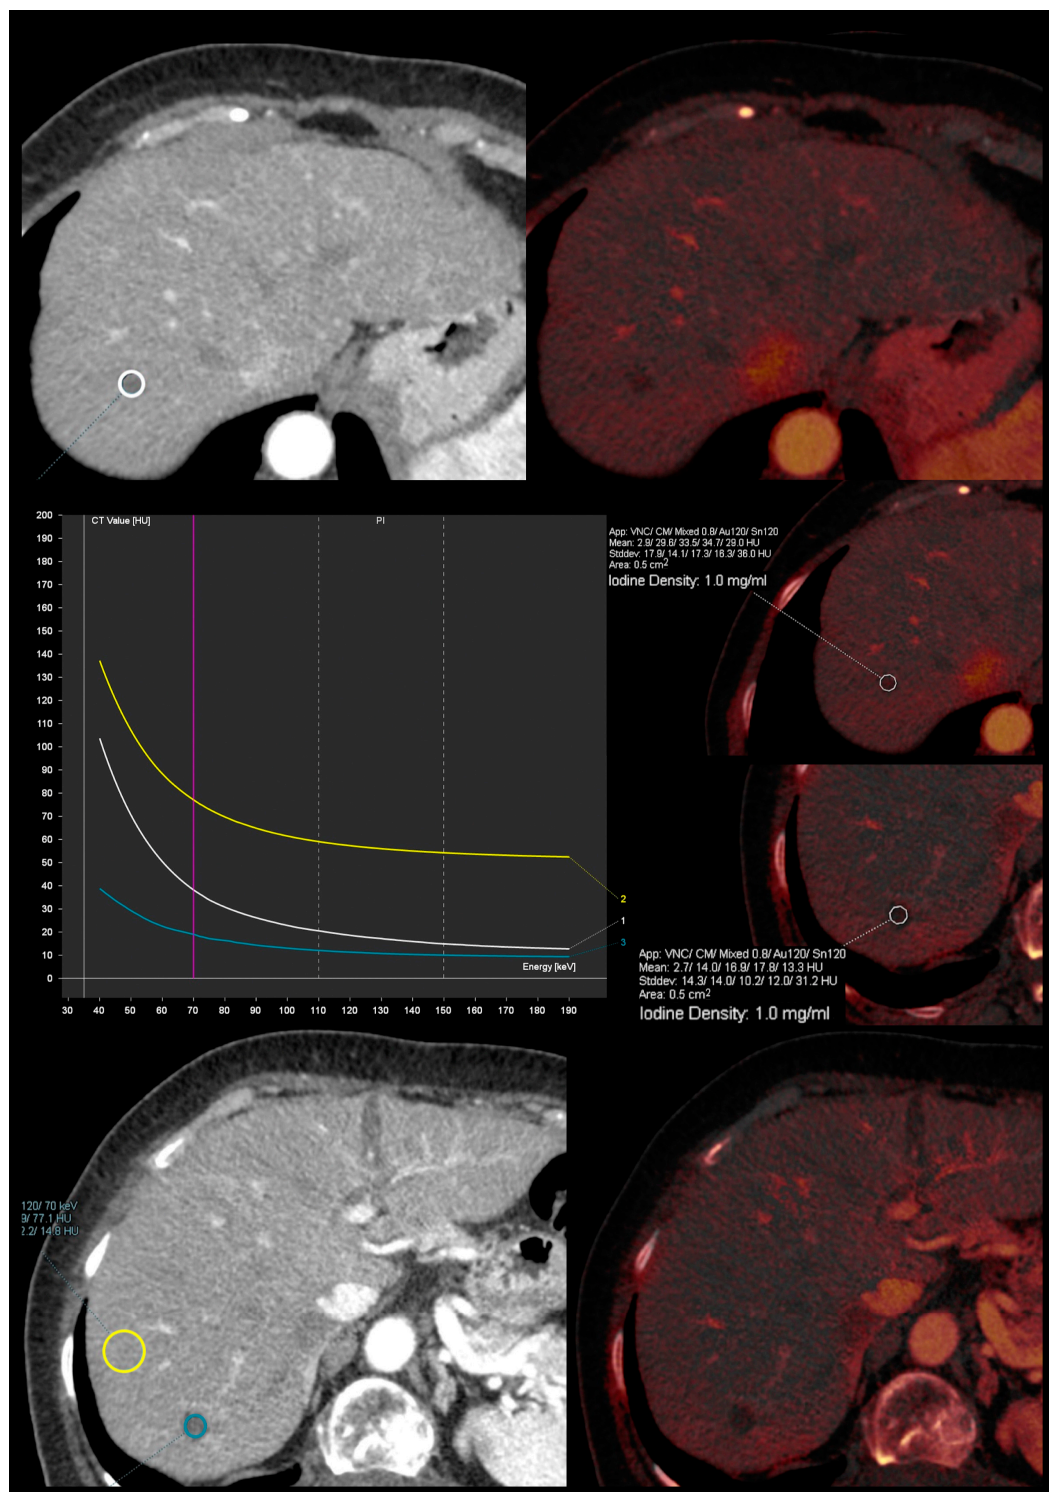 200
CT Value [HU]
PI
190
180
170
160
150
140
130
120
110
100
90
80
70
60
50
40
30
20
10
0
Energy [keV]
2
1
3
30 40 50 60 70 80 90 100 110 120 130 140 150 160 170 180 190
App: VNC/ CM/ Mixed 0.8/ Au120/ Sn120
Mean: 2.9/ 29.6/ 33.5/ 34.7/ 29.0 HU
Stddev: 17.9/ 14.1/ 17.3/ 16.3/ 36.0 HU
Area: 0.5 cm2
Iodine Density: 1.0 mg/ml
App: VNC/ CM/ Mixed 0.8/ Au120/ Sn120
Mean: 2.7/ 14.0/ 16.9/ 17.8/ 13.3 HU
Stddev: 14.3/ 14.0/ 10.2/ 12.0/ 31.2 HU
Area: 0.5 cm2
Iodine Density: 1.0 mg/ml
120/ 70 keV
9/ 77.1 HU
2.2/ 14.8 HU